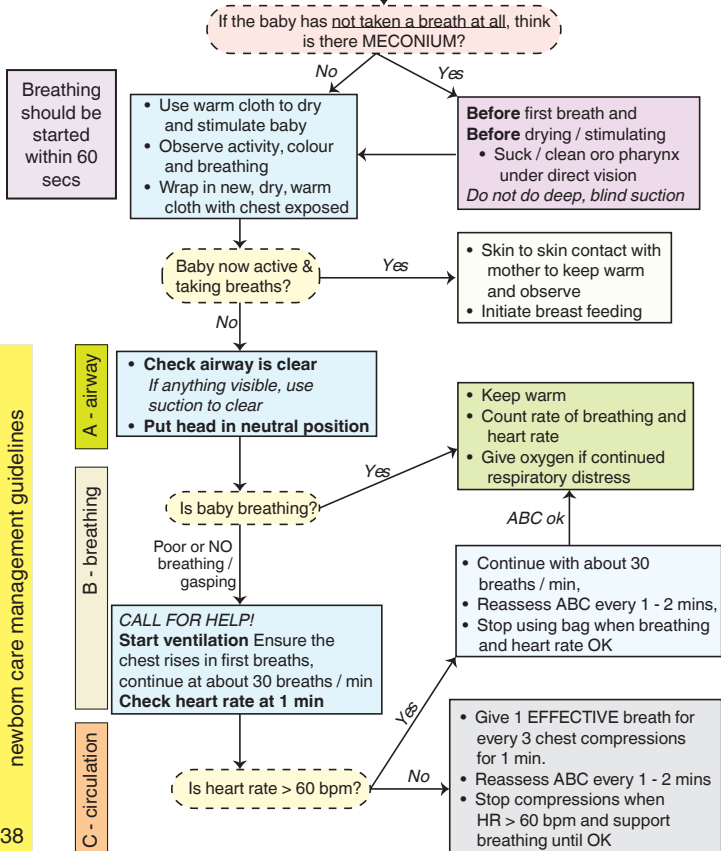 If the baby has not taken a breath at all, think
is there MECONIUM?
No
Yes
Breathing
should be
started
within 60
secs
• Use warm cloth to dry
and stimulate baby
• Observe activity, colour
and breathing
• Wrap in new, dry, warm
cloth with chest exposed
Before first breath and
Before drying / stimulating
• Suck / clean oro pharynx
under direct vision
Do not do deep, blind suction
Baby now active &
taking breaths?
Yes
• Skin to skin contact with
mother to keep warm
and observe
• Initiate breast feeding
No
A - airway
• Check airway is clear
If anything visible, use
suction to clear
• Put head in neutral position
• Keep warm
• Count rate of breathing and
heart rate
• Give oxygen if continued
respiratory distress
Yes
B - breathing
Is baby breathing?
ABC ok
Poor or NO
breathing /
gasping
• Continue with about 30
breaths / min,
• Reassess ABC every 1 - 2 mins,
• Stop using bag when breathing
and heart rate OK
CALL FOR HELP!
Start ventilation Ensure the
chest rises in first breaths,
continue at about 30 breaths / min
Check heart rate at 1 min
Yes
C - circulation
Is heart rate > 60 bpm?
No
• Give 1 EFFECTIVE breath for
every 3 chest compressions
for 1 min.
• Reassess ABC every 1 - 2 mins
• Stop compressions when
HR > 60 bpm and support
breathing until OK
newborn care management guidelines
38